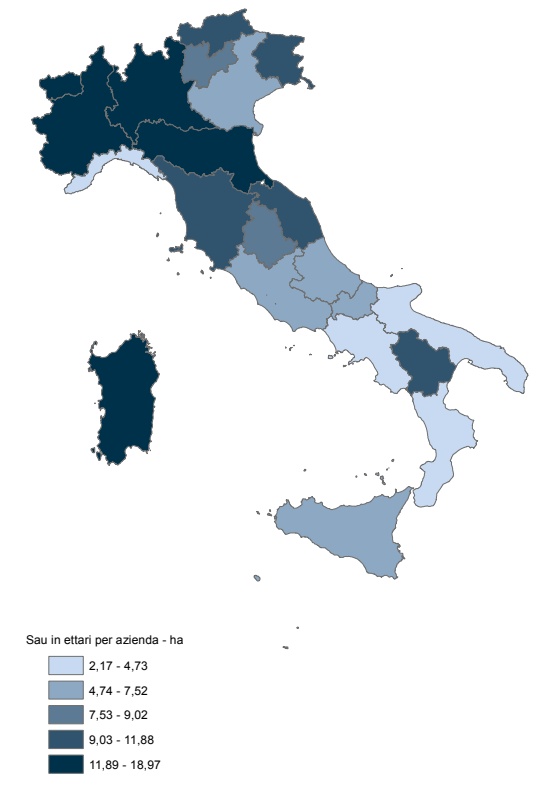 Sau in ettari per azienda - ha
2,17 - 4,73
4,74 - 7,52
7,53 - 9,02
9,03 - 11,88
11,89 - 18,97